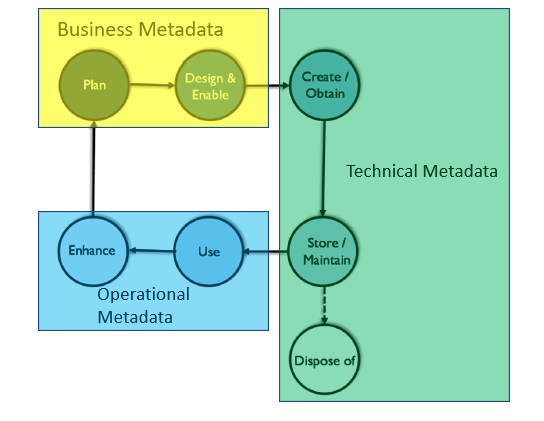 Business Metadata
Plan
Design &
Enable
Create /
Obtain
Technical Metadata
Enhance
Use
Store /
Maintain
Operational
Metadata
Dispose of